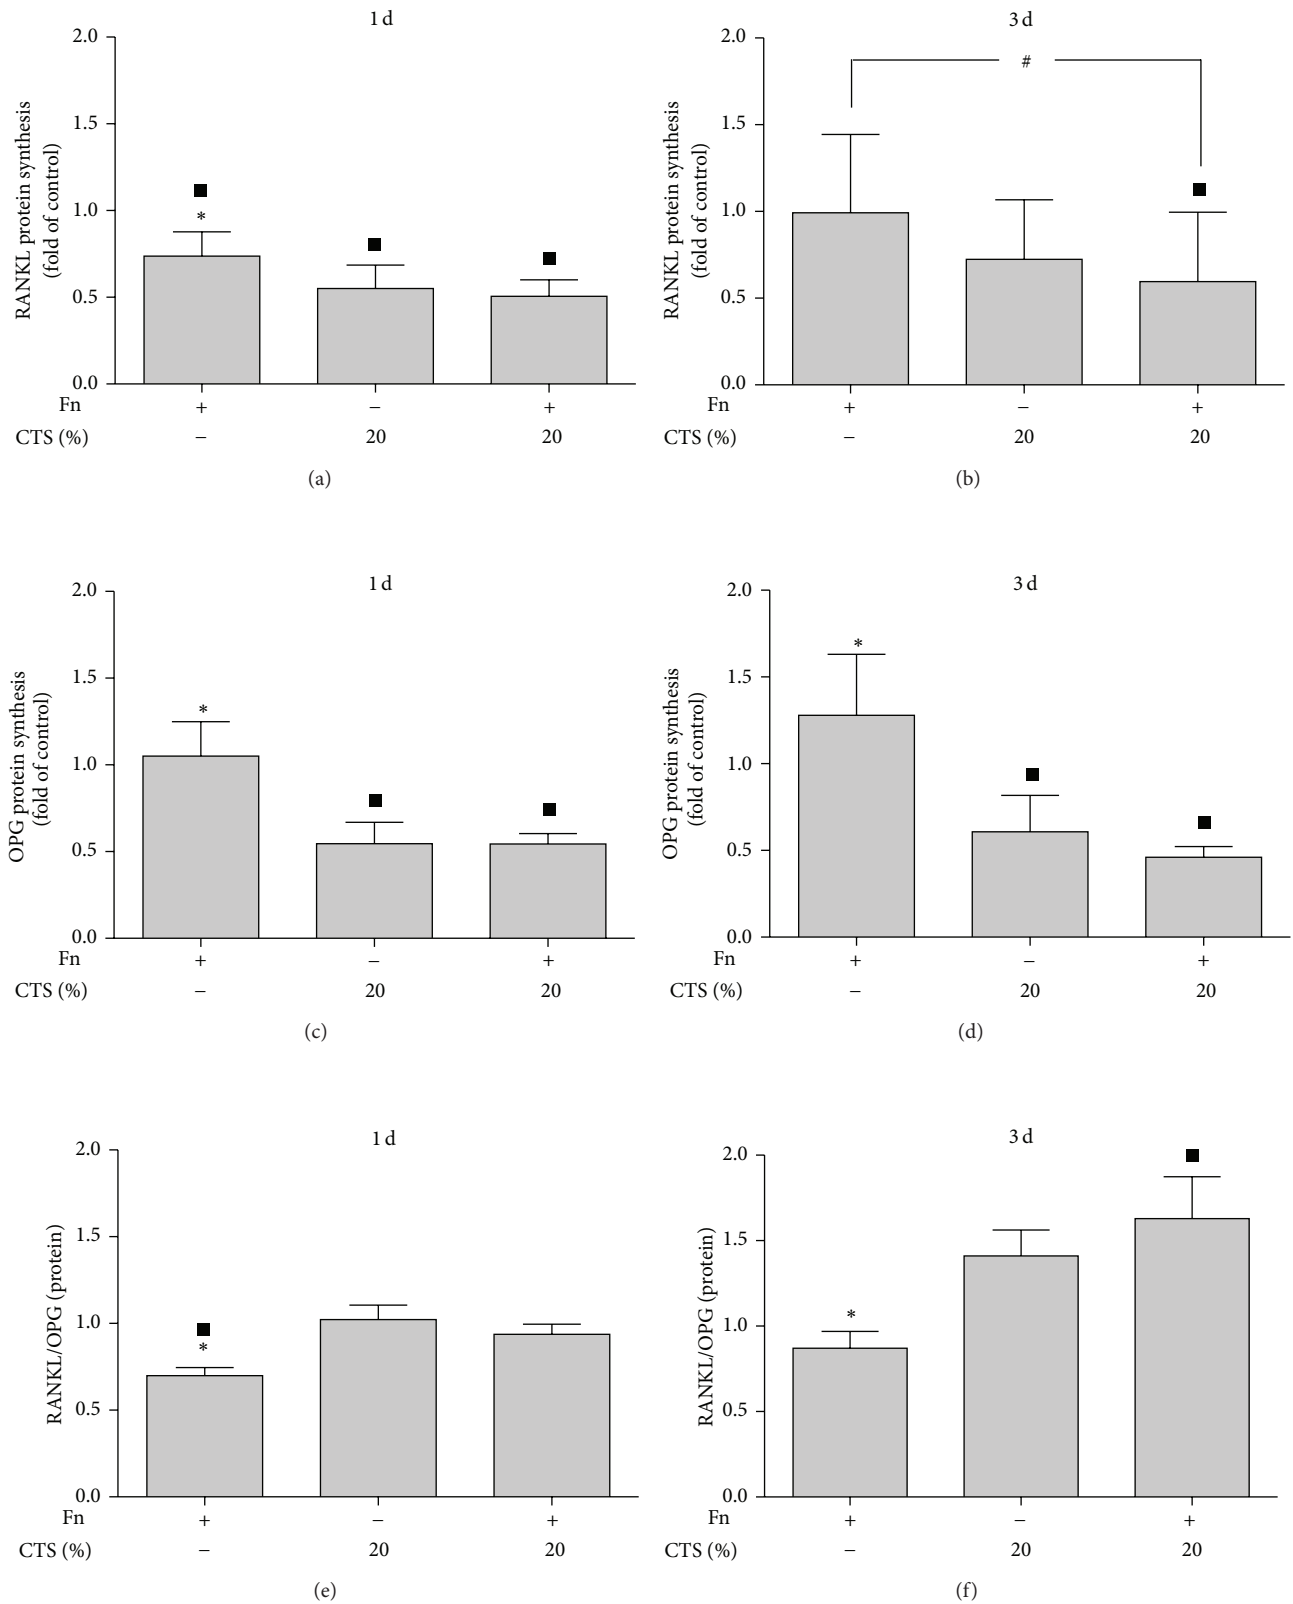 1 d
RANKL protein synthesis
(fold of control)
2.0
1.5
1.0
0.5
0.0
■
*
■
■
Fn + − +
CTS (%) − 20 20
(a)
3 d
RANKL protein synthesis
(fold of control)
2.0
1.5
1.0
0.5
0.0
#
■
Fn + − +
CTS (%) − 20 20
(b)
1 d
OPG protein synthesis
(fold of control)
2.0
1.5
1.0
0.5
0.0
*
■
■
Fn + − +
CTS (%) − 20 20
(c)
3 d
OPG protein synthesis
(fold of control)
2.0
1.5
1.0
0.5
0.0
*
■
■
Fn + − +
CTS (%) − 20 20
(d)
1 d
RANKL/OPG (protein)
2.0
1.5
1.0
0.5
0.0
■
*
Fn + − +
CTS (%) − 20 20
(e)
3 d
RANKL/OPG (protein)
2.0
1.5
1.0
0.5
0.0
*
■
Fn + − +
CTS (%) − 20 20
(f)